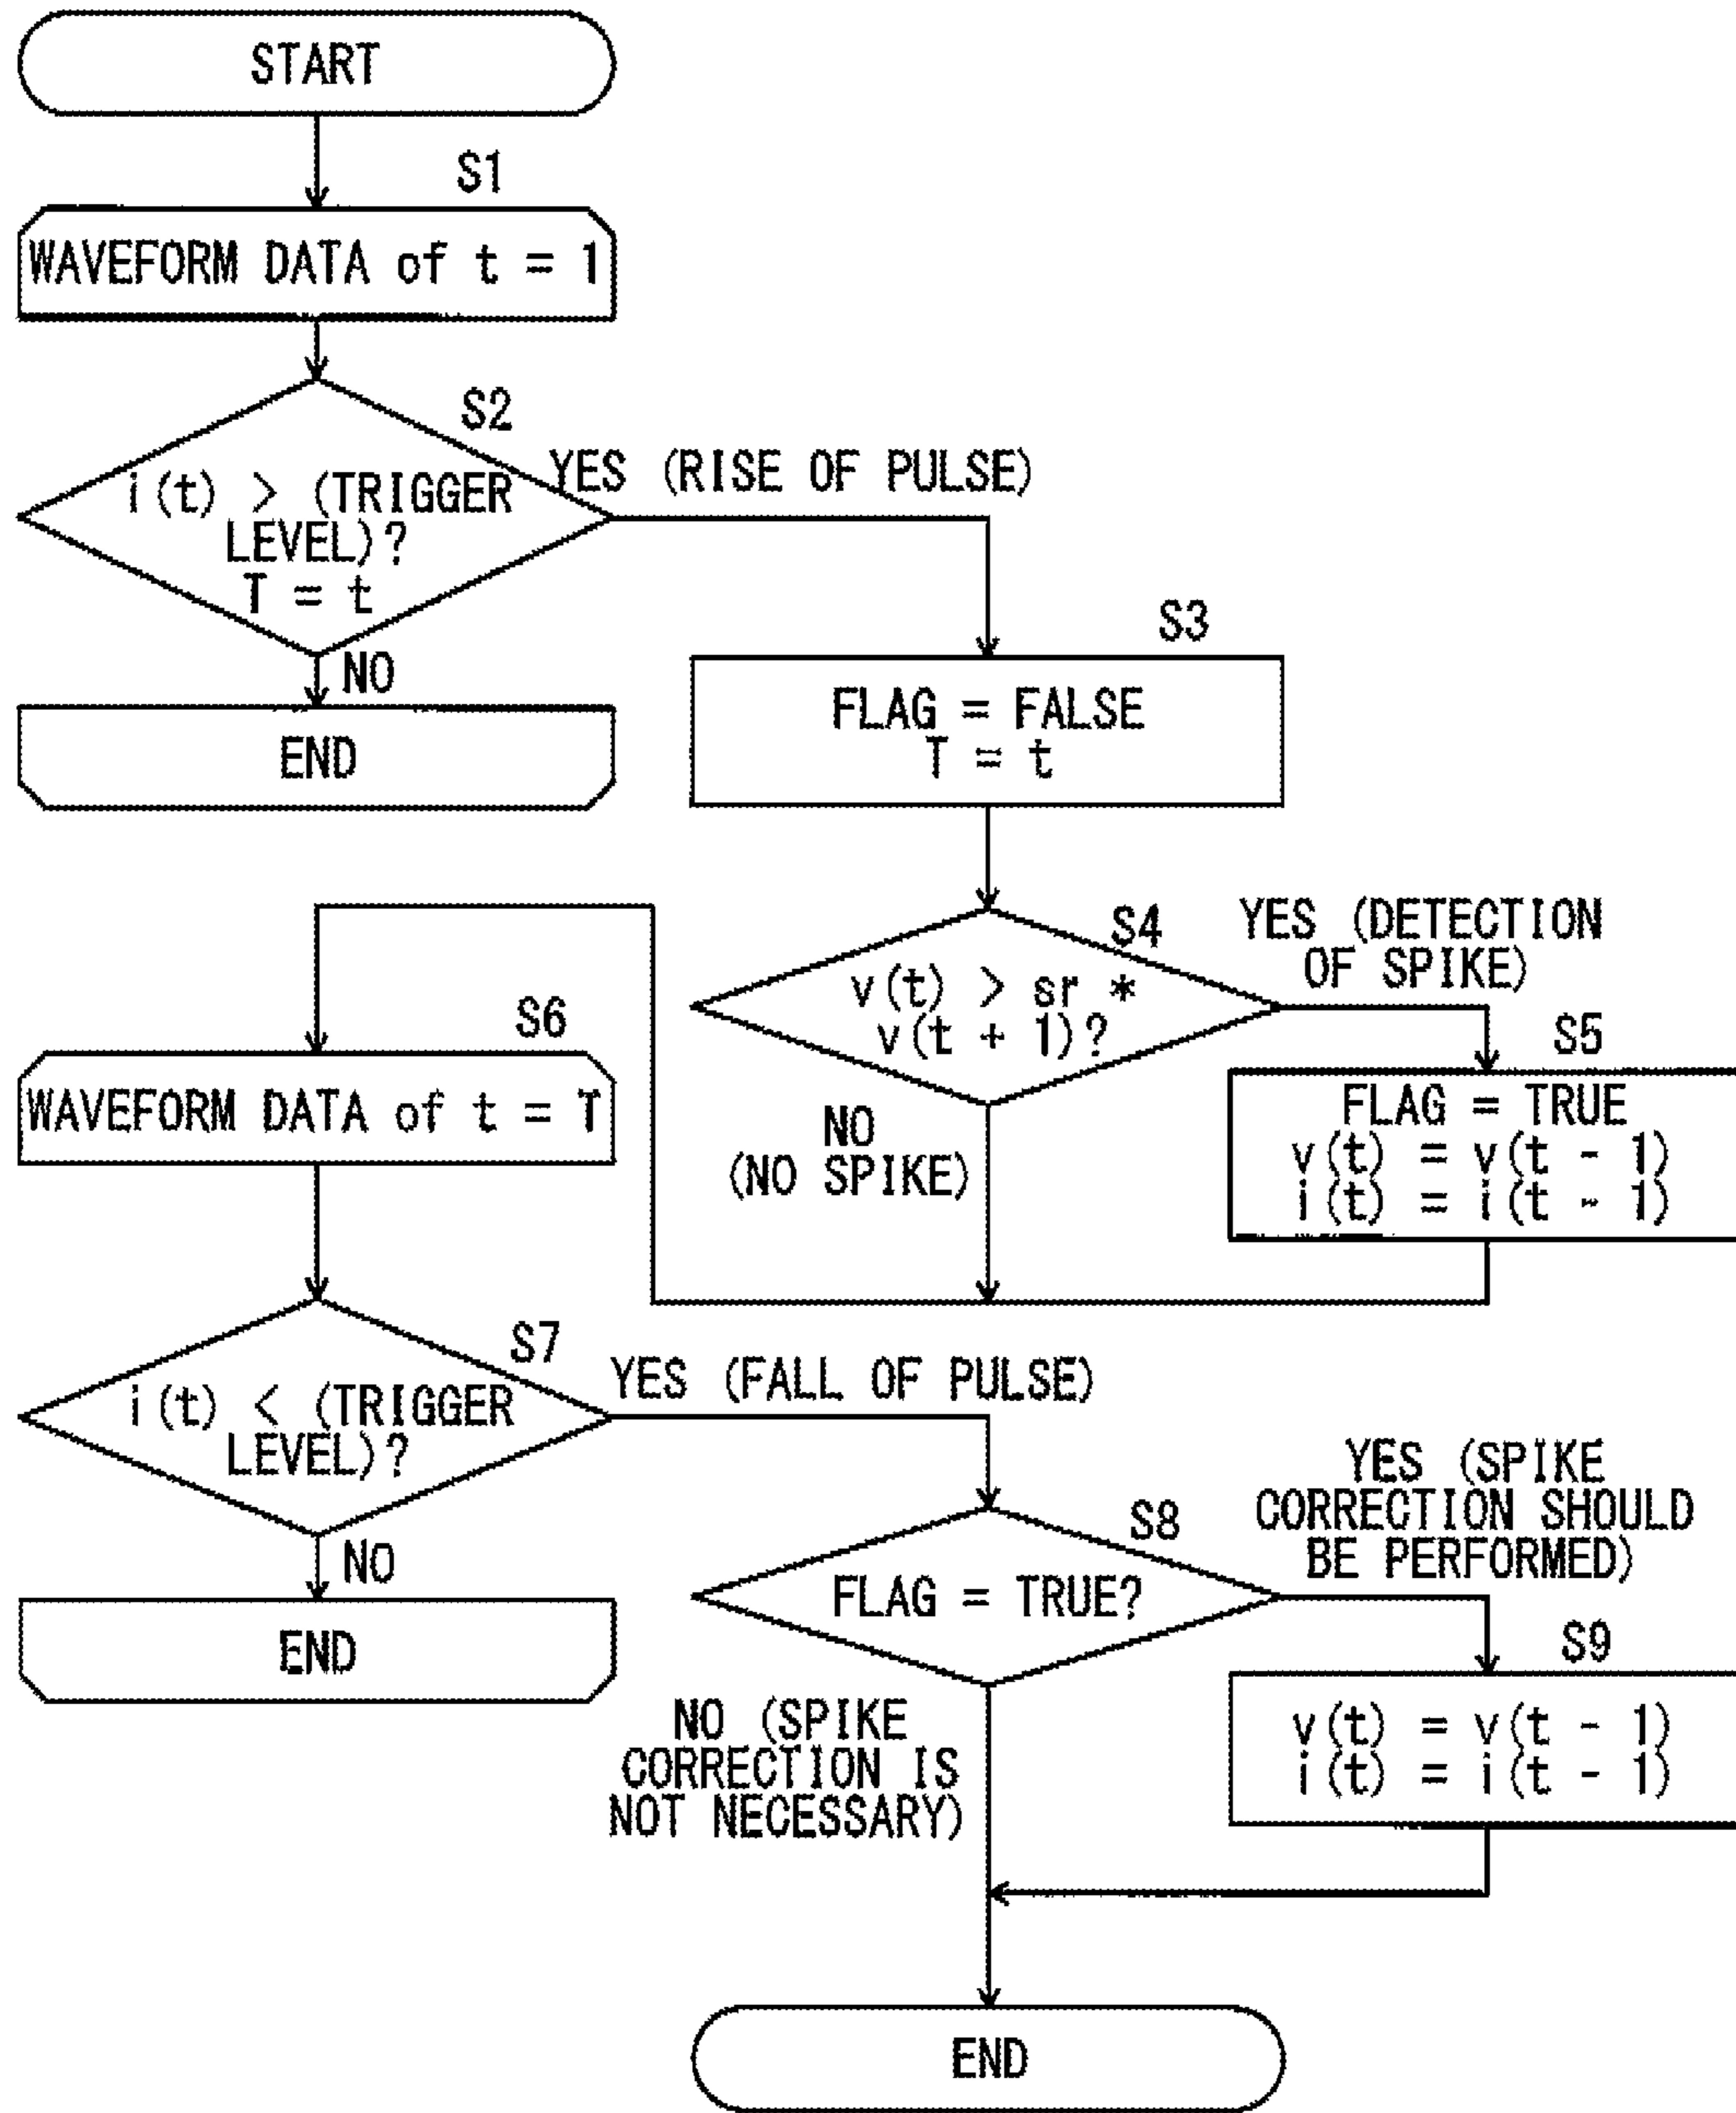 START
S1
WAVEFORM DATA of t = 1
S2
i(t) > (TRIGGER
LEVEL)?
T = t
YES (RISE OF PULSE)
NO
END
S3
FLAG = FALSE
T = t
S4
v(t) > sr *
v(t + 1)?
YES (DETECTION
OF SPIKE)
NO
(NO SPIKE)
S5
FLAG = TRUE
v(t) = v(t - 1)
i(t) = i(t - 1)
S6
WAVEFORM DATA of t = T
S7
i(t) < (TRIGGER
LEVEL)?
YES (FALL OF PULSE)
NO
END
S8
FLAG = TRUE?
YES (SPIKE
CORRECTION SHOULD
BE PERFORMED)
NO (SPIKE
CORRECTION IS
NOT NECESSARY)
S9
v(t) = v(t - 1)
i(t) = i(t - 1)
END